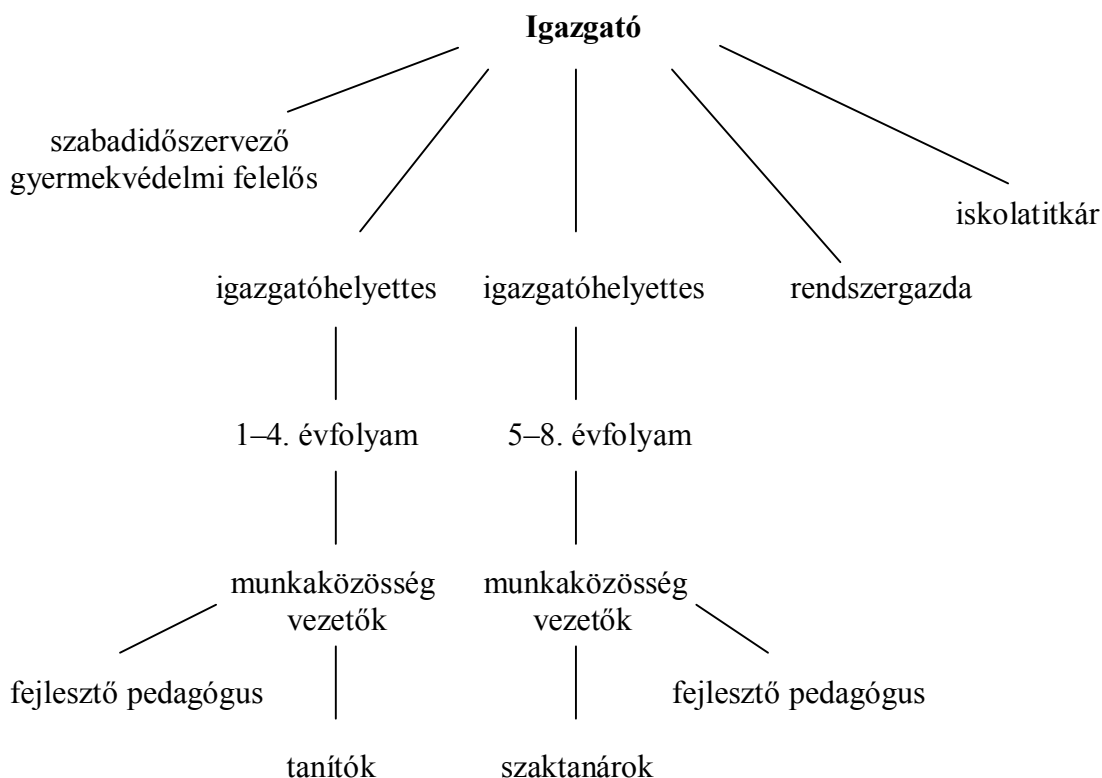 Igazgató
szabadidőszervező
gyermekvédelmi felelős
iskolatitkár
igazgatóhelyettes
igazgatóhelyettes
rendszergazda
1–4. évfolyam
5–8. évfolyam
munkaközösség
vezetők
munkaközösség
vezetők
fejlesztő pedagógus
fejlesztő pedagógus
tanítók
szaktanárok